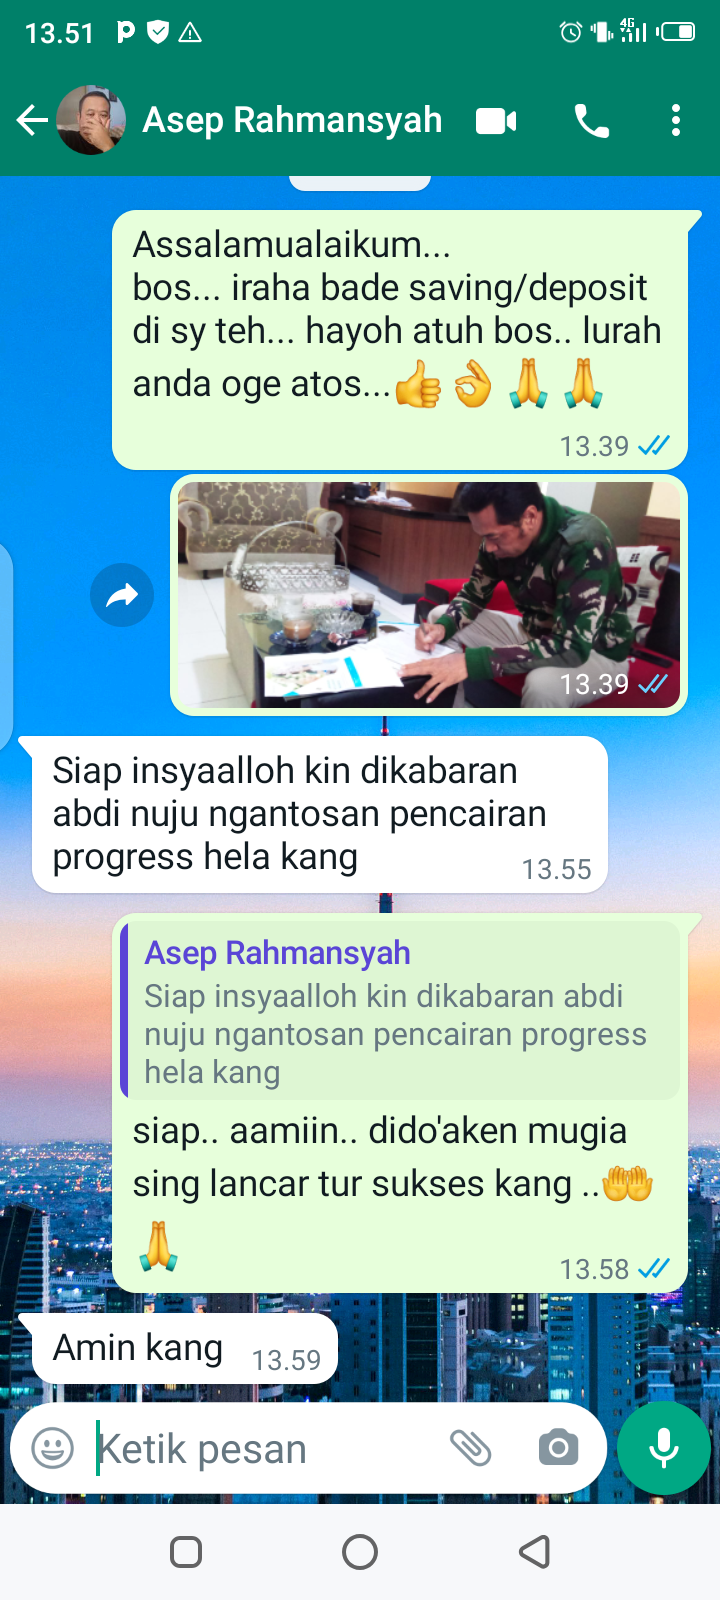 13.51
4G
Asep Rahmansyah
Assalamualaikum...
bos... iraha bade saving/deposit
di sy teh... hayoh atuh bos.. lurah
anda oge atos...👍👌🙏🙏
13.39
13.39
Siap insyaalloh kin dikabaran
abdi nuju ngantosan pencairan
progress hela kang
13.55
Asep Rahmansyah
Siap insyaalloh kin dikabaran abdi
nuju ngantosan pencairan progress
hela kang
siap.. aamiin.. dido'aken mugia
sing lancar tur sukses kang ..🤲
🙏
13.58
Amin kang
13.59
Ketik pesan